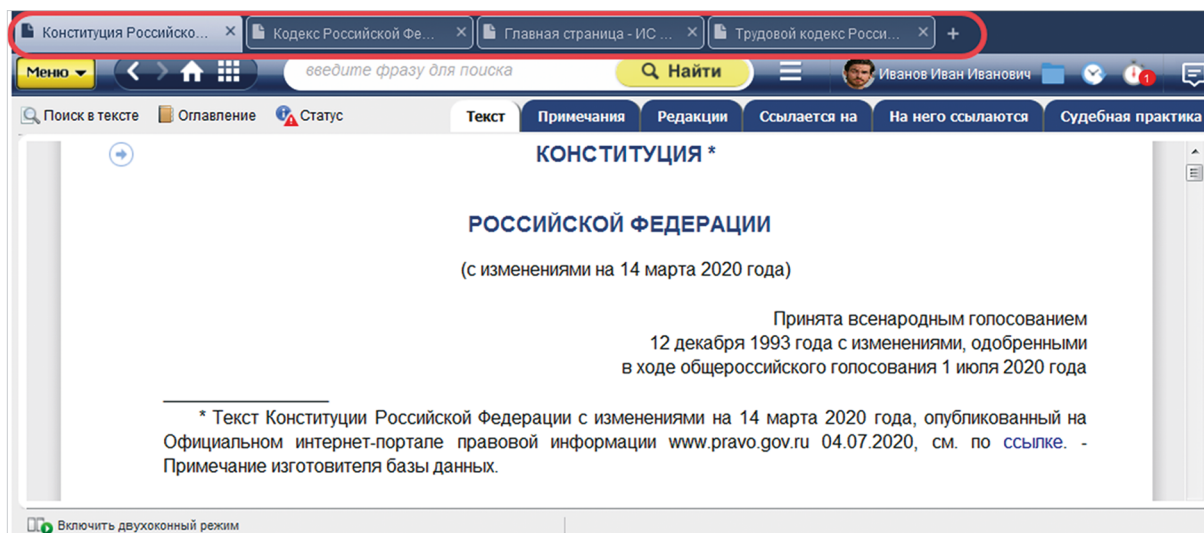 Конституция Российско... × Кодекс Российской Фе... × Главная страница - ИС ... × Трудовой кодекс Росси... × +
Меню введите фразу для поиска Найти Иванов Иван Иванович 1
Поиск в тексте Оглавление Статус Текст Примечания Редакции Ссылается на На него ссылаются Судебная практика
КОНСТИТУЦИЯ *
РОССИЙСКОЙ ФЕДЕРАЦИИ
(с изменениями на 14 марта 2020 года)
Принята всенародным голосованием
12 декабря 1993 года с изменениями, одобренными
в ходе общероссийского голосования 1 июля 2020 года
* Текст Конституции Российской Федерации с изменениями на 14 марта 2020 года, опубликованный на
Официальном интернет-портале правовой информации www.pravo.gov.ru 04.07.2020, см. по ссылке. -
Примечание изготовителя базы данных.
Включить двухоконный режим